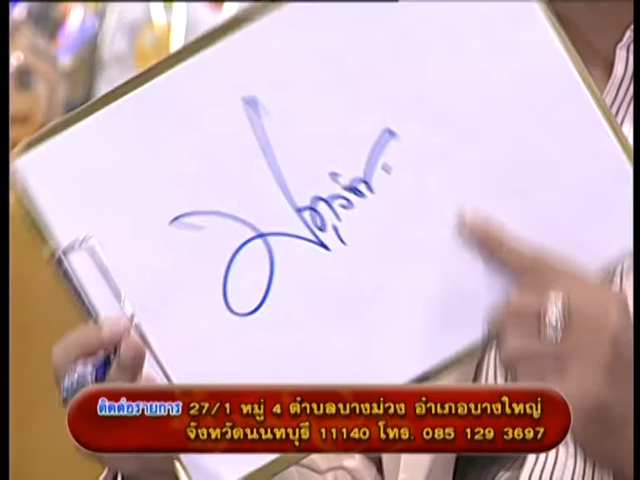 ติดต่อรายการ 27/1 หมู่ 4 ตำบลบางม่วง อำเภอบางใหญ่
จังหวัดนนทบุรี 11140 โทร. 085 129 3697